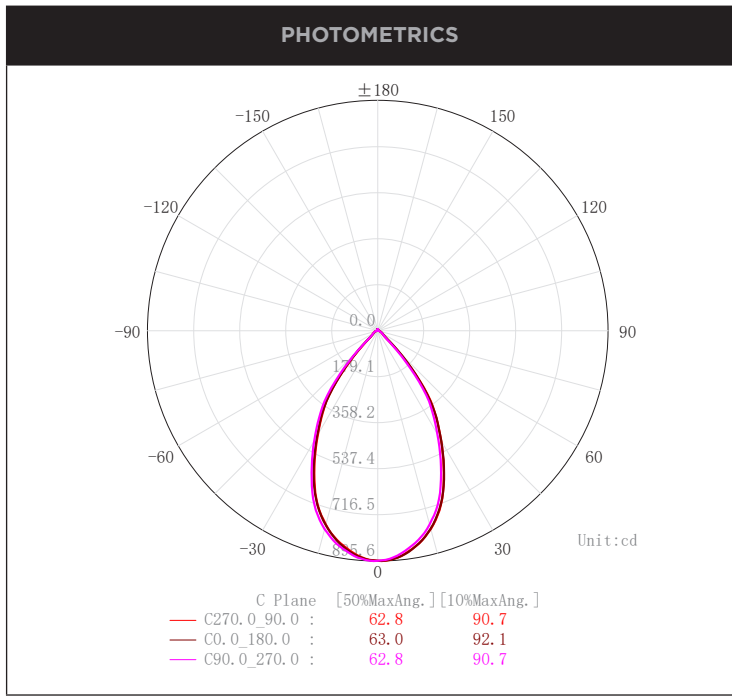 PHOTOMETRICS
±180
-150 150
-120 120
0.0
-90 90
179.1
358.2
537.4
-60 60
716.5
Unit:cd
-30 895.6 30
0
C Plane [50%MaxAng.][10%MaxAng.]
C270.0_90.0 : 62.8 90.7
C0.0_180.0 : 63.0 92.1
C90.0_270.0 : 62.8 90.7